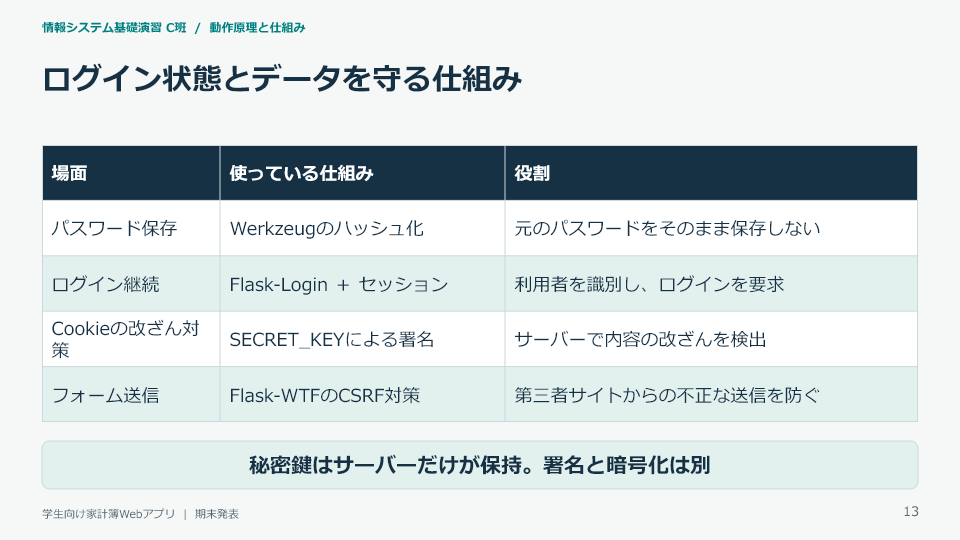 情報システム基礎演習 C班 / 動作原理と仕組み
ログイン状態とデータを守る仕組み
場面 使っている仕組み 役割
パスワード保存 Werkzeugのハッシュ化 元のパスワードをそのまま保存しない
ログイン継続 Flask-Login + セッション 利用者を識別し、ログインを要求
Cookieの改ざん対
策 SECRET_KEYによる署名 サーバーで内容の改ざんを検出
フォーム送信 Flask-WTFのCSRF対策 第三者サイトからの不正な送信を防ぐ
秘密鍵はサーバーだけが保持。署名と暗号化は別
学生向け家計簿Webアプリ | 期末発表
13